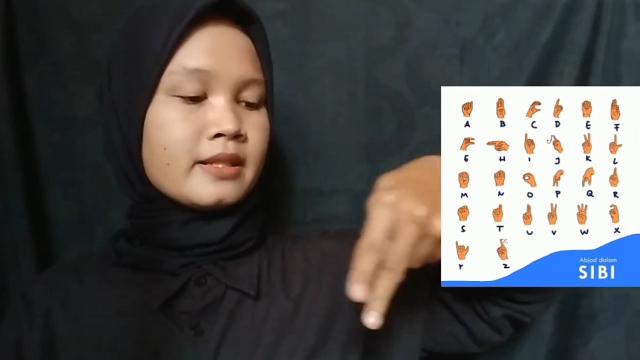 A B C D E F
G H I J K L
M N O P Q R
S T U V W X
Y Z
Abjad dalam
SIBI